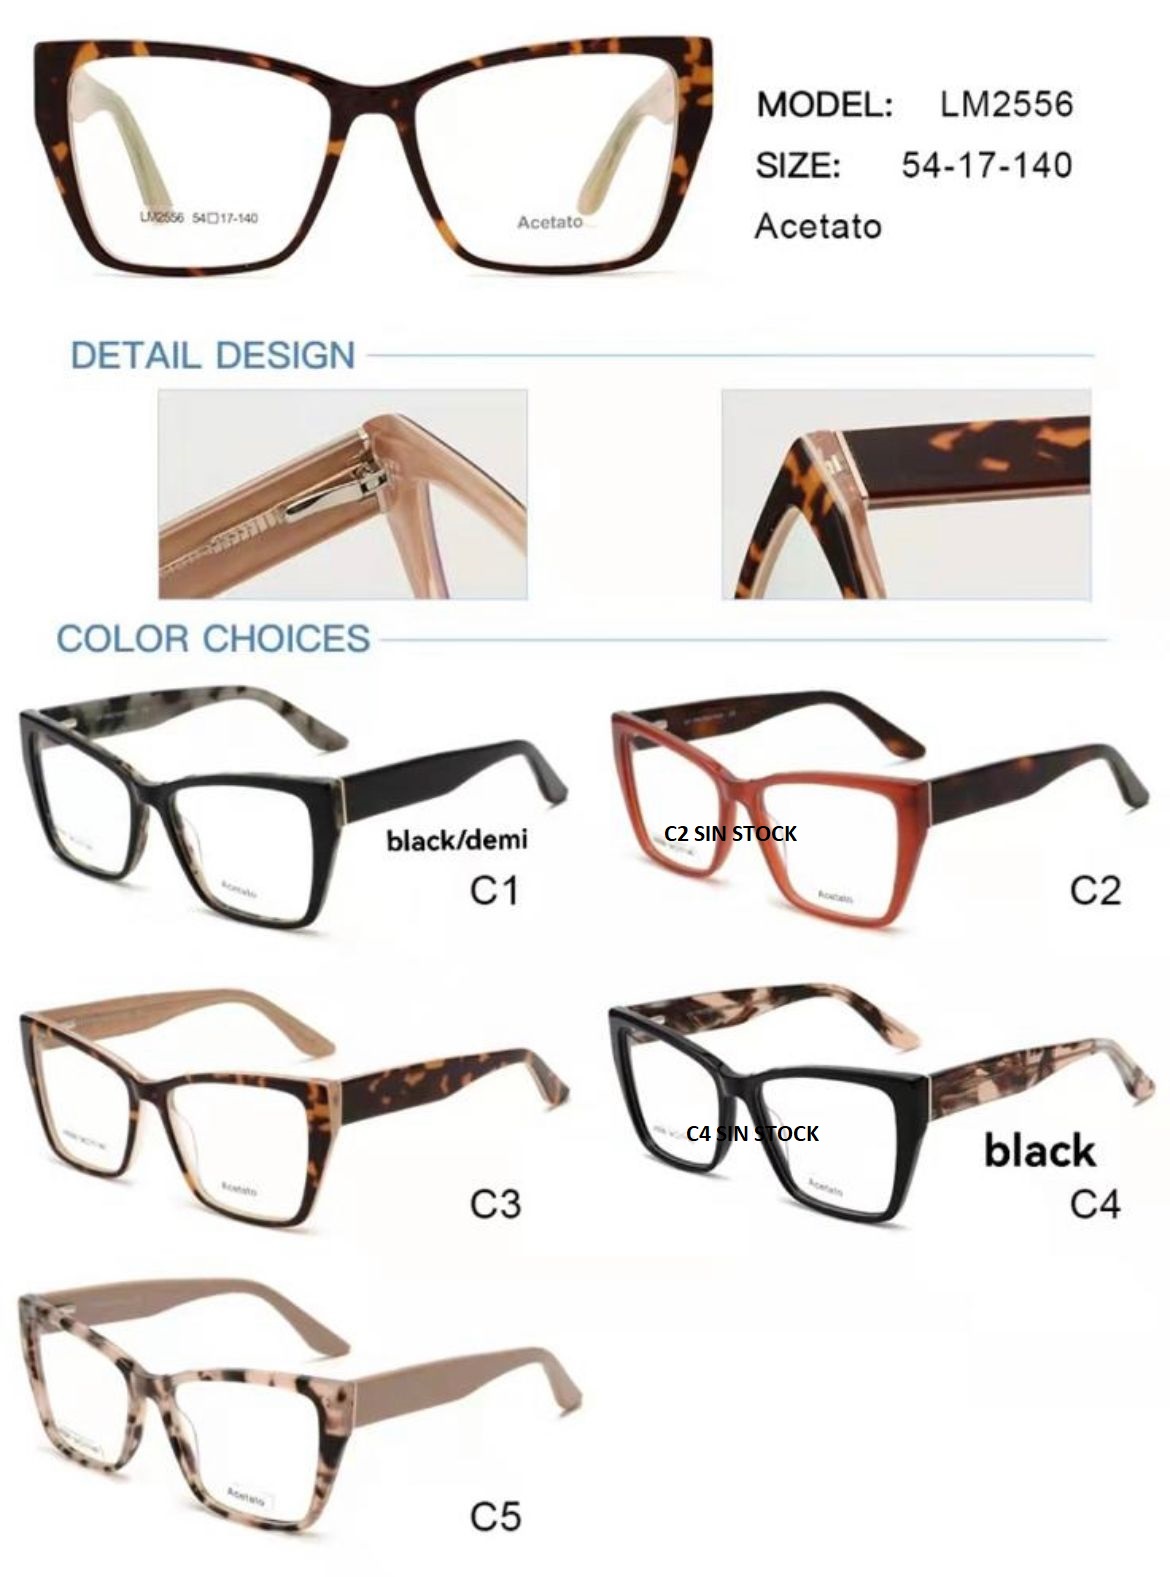 MODEL: LM2556
SIZE: 54-17-140
Acetato
LM2556 54□17-140
Acetato
DETAIL DESIGN
COLOR CHOICES
black/demi
C1
Acetato
C2 SIN STOCK
C2
Acetato
C3
Acetato
C4 SIN STOCK
black
C4
Acetato
C5
Acetato